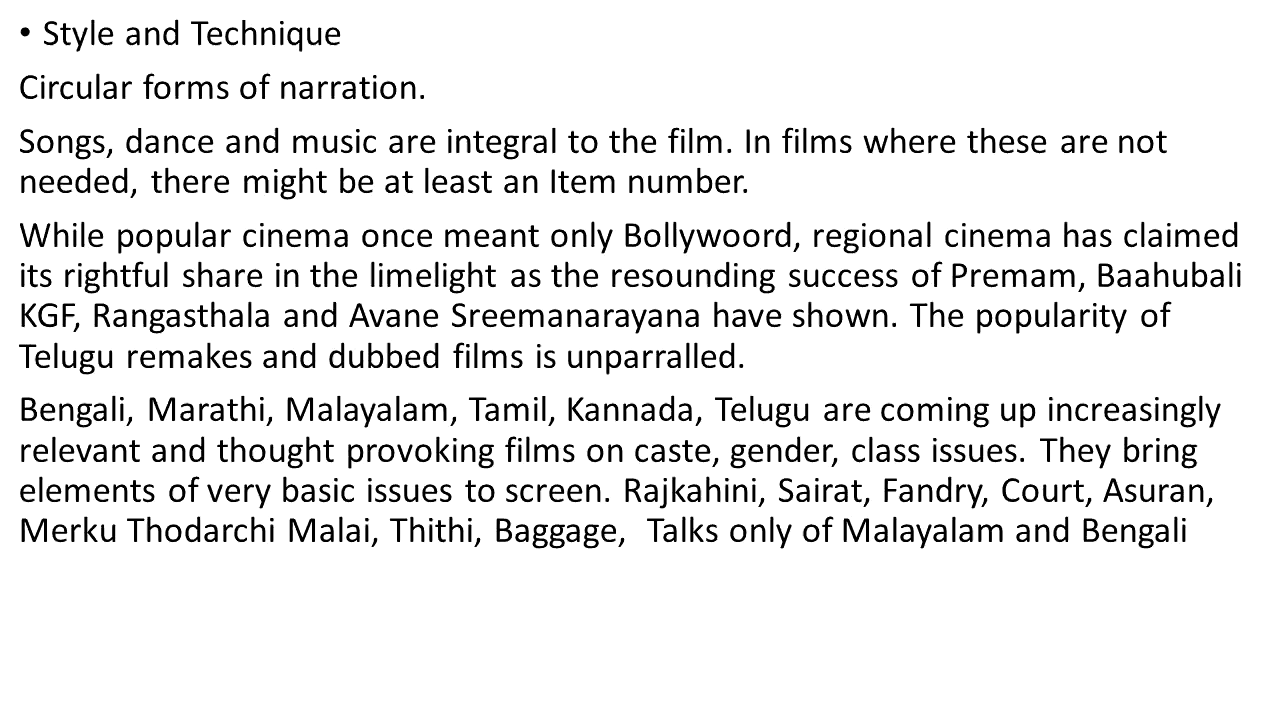 • Style and Technique
Circular forms of narration.
Songs, dance and music are integral to the film. In films where these are not
needed, there might be at least an Item number.
While popular cinema once meant only Bollywoord, regional cinema has claimed
its rightful share in the limelight as the resounding success of Premam, Baahubali
KGF, Rangasthala and Avane Sreemanarayana have shown. The popularity of
Telugu remakes and dubbed films is unparralled.
Bengali, Marathi, Malayalam, Tamil, Kannada, Telugu are coming up increasingly
relevant and thought provoking films on caste, gender, class issues. They bring
elements of very basic issues to screen. Rajkahini, Sairat, Fandry, Court, Asuran,
Merku Thodarchi Malai, Thithi, Baggage,  Talks only of Malayalam and Bengali